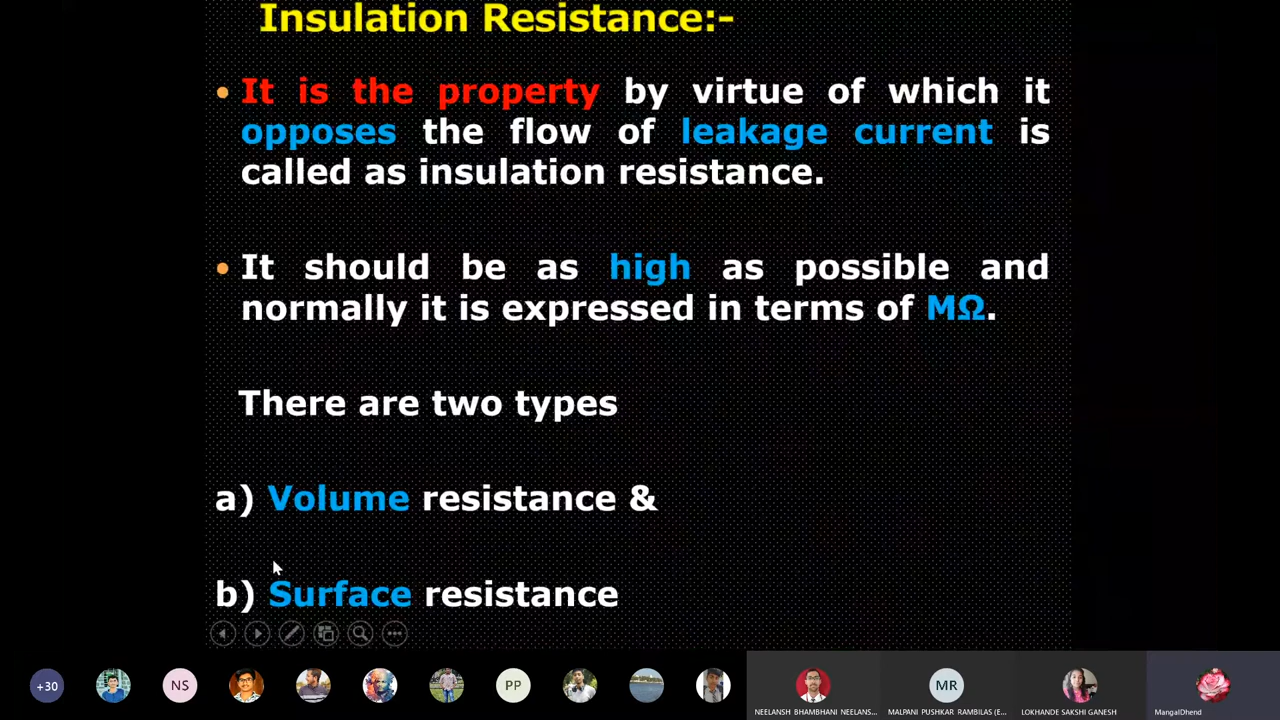 Insulation Resistance:-
• It is the property by virtue of which it
opposes the flow of leakage current is
called as insulation resistance.
• It should be as high as possible and
normally it is expressed in terms of MΩ.
There are two types
a) Volume resistance &
b) Surface resistance
+30
NS
PP
MR
NEELANSH BHAMBHANI NEELANS...
MALPANI PUSHKAR RAMBILAS (E...
LOKHANDE SAKSHI GANESH
MangalDhend